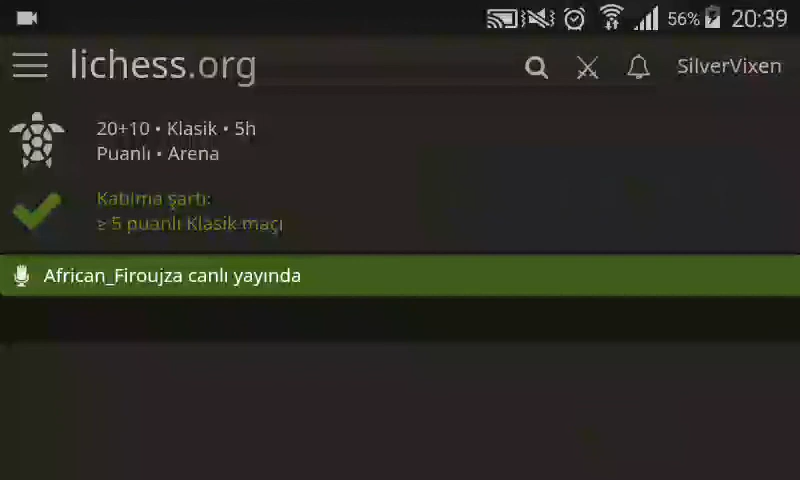 56% 20:39
lichess.org SilverVixen
20+10 • Klasik • 5h
Puanlı • Arena
Katılma şartı:
≥ 5 puanlı Klasik maçı
African_Firoujza canlı yayında